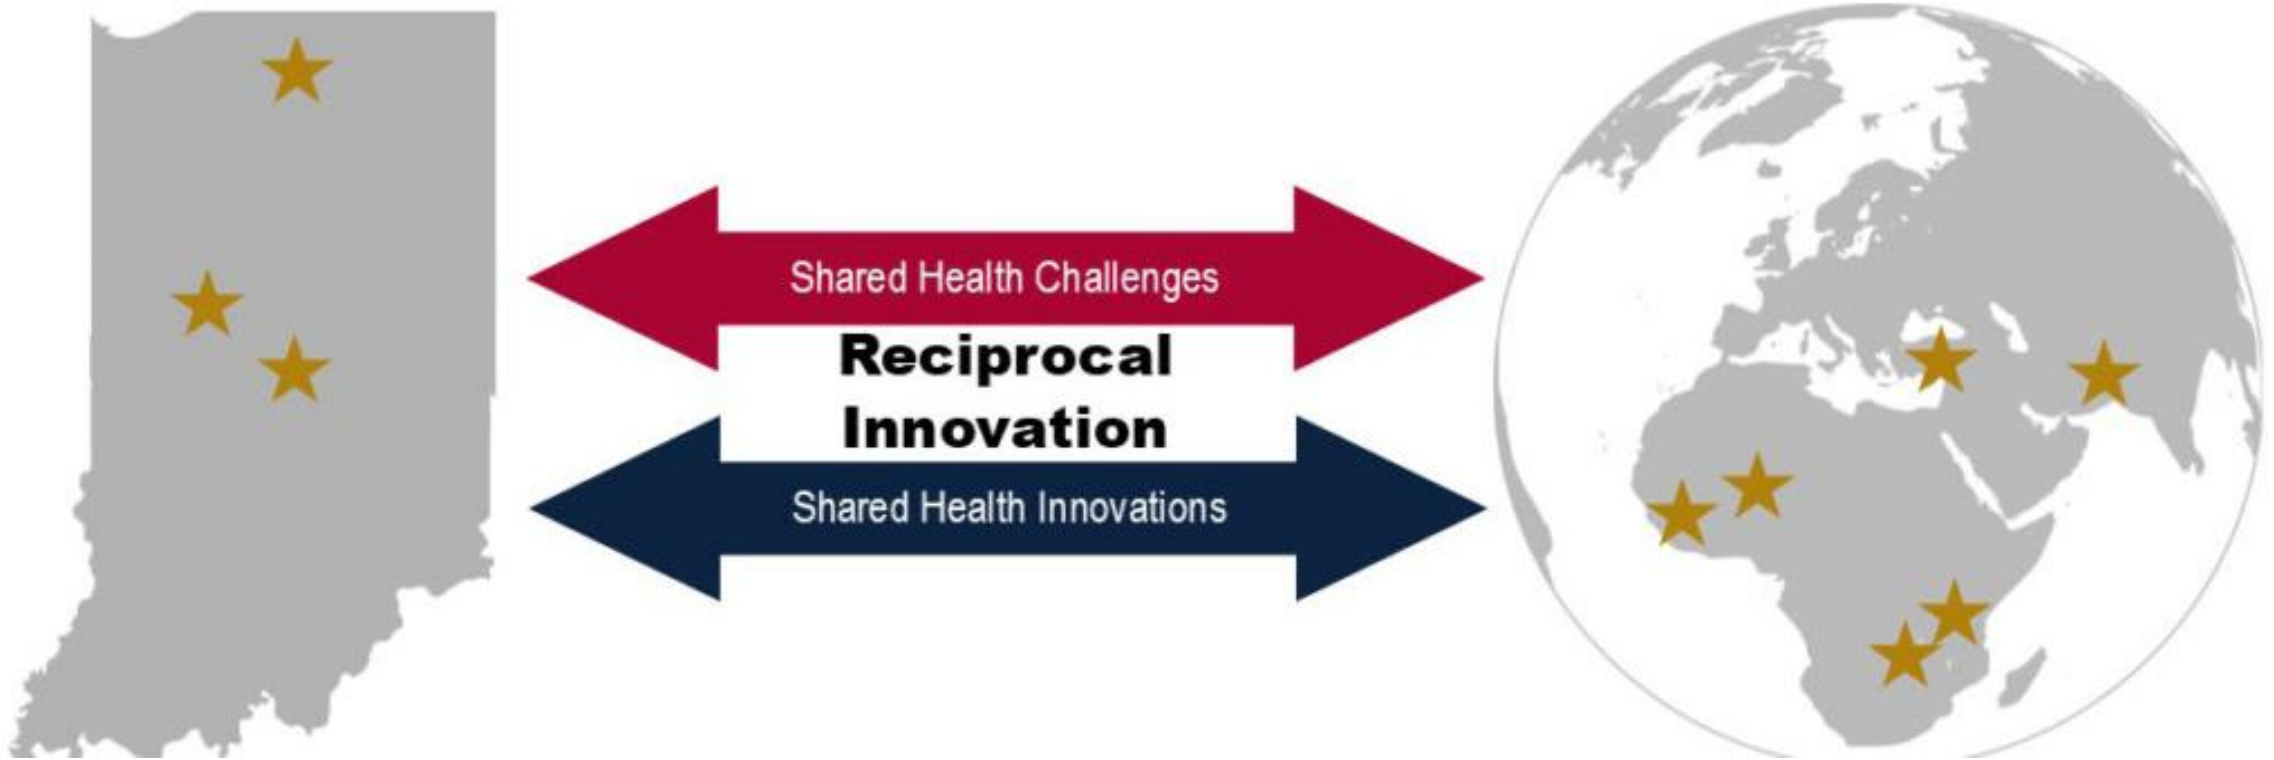 Shared Health Challenges
Reciprocal
Innovation
Shared Health Innovations